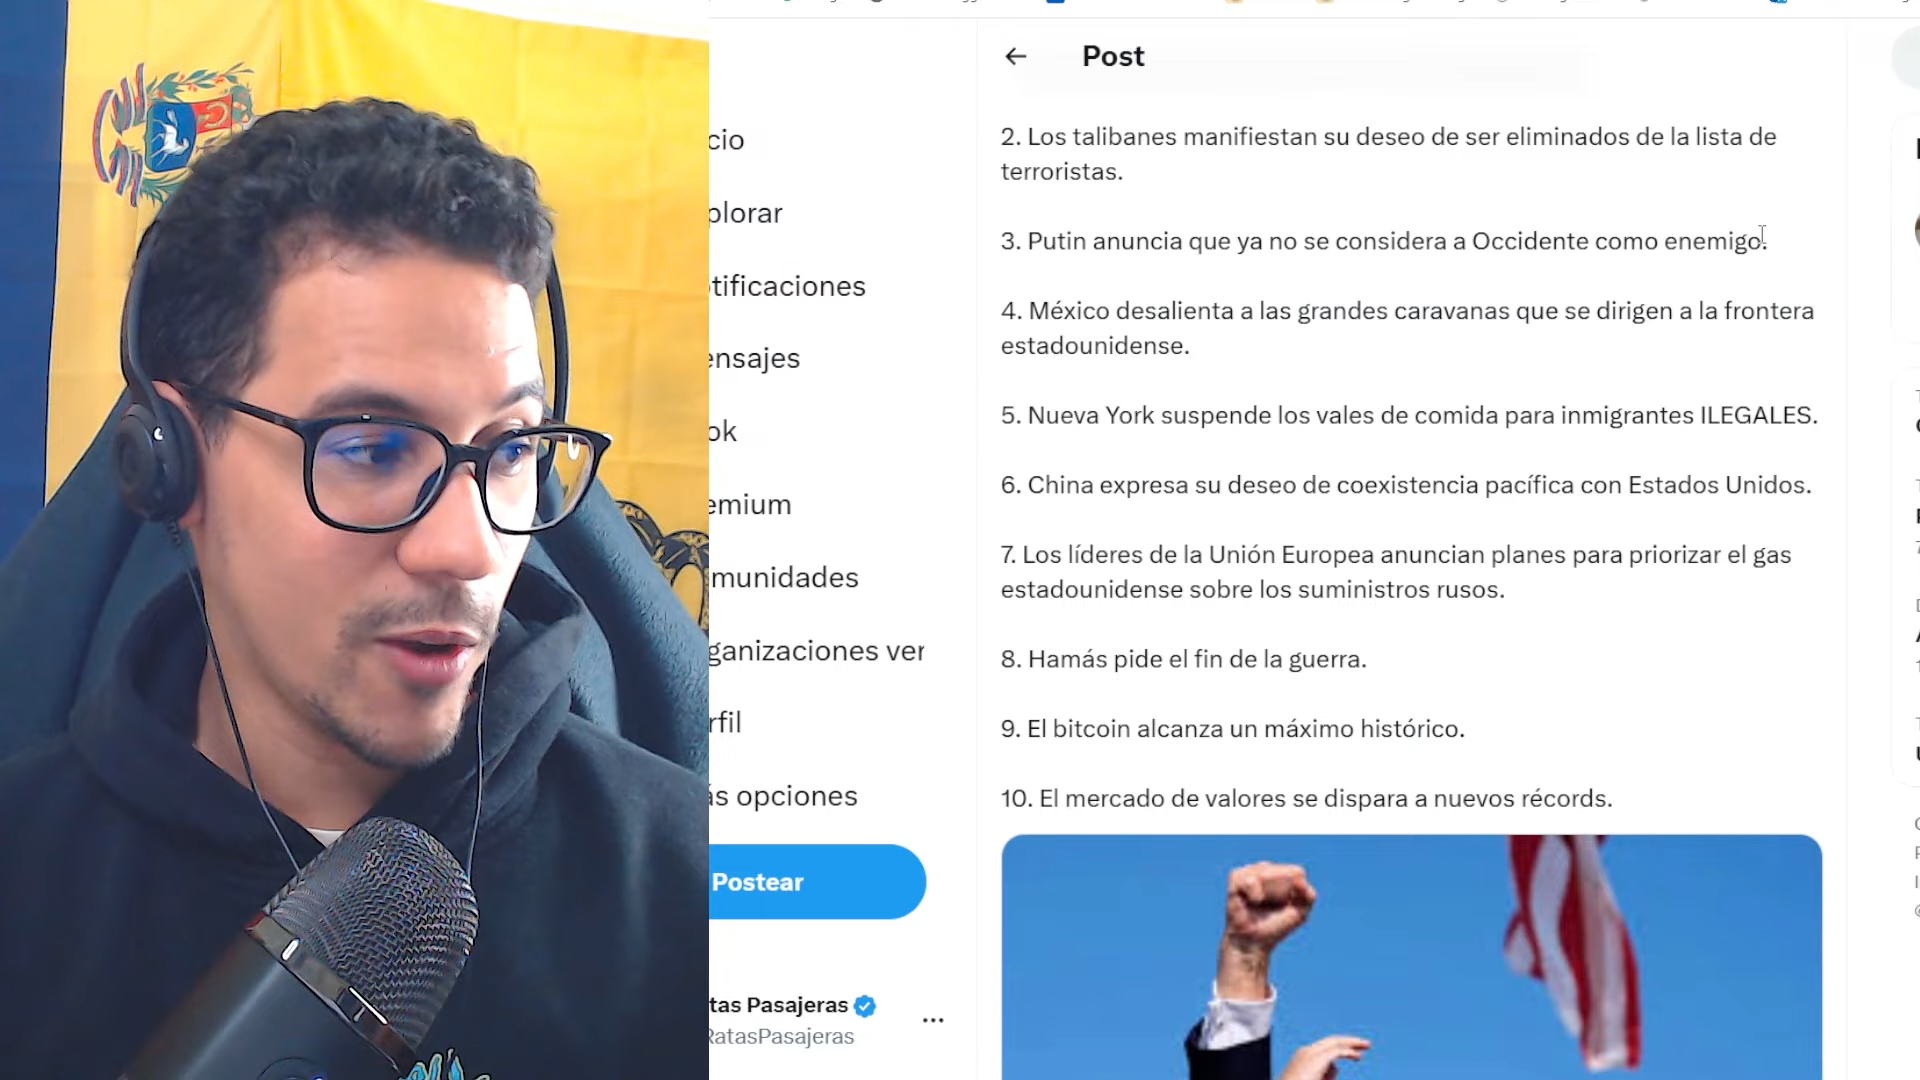 Post
2. Los talibanes manifiestan su deseo de ser eliminados de la lista de
terroristas.
3. Putin anuncia que ya no se considera a Occidente como enemigo.
4. México desalienta a las grandes caravanas que se dirigen a la frontera
estadounidense.
5. Nueva York suspende los vales de comida para inmigrantes ILEGALES.
6. China expresa su deseo de coexistencia pacífica con Estados Unidos.
7. Los líderes de la Unión Europea anuncian planes para priorizar el gas
estadounidense sobre los suministros rusos.
8. Hamás pide el fin de la guerra.
9. El bitcoin alcanza un máximo histórico.
10. El mercado de valores se dispara a nuevos récords.
cio
plorar
tificaciones
ensajes
ok
emium
munidades
ganizaciones ver
rfil
ás opciones
Postear
tas Pasajeras
RatasPasajeras